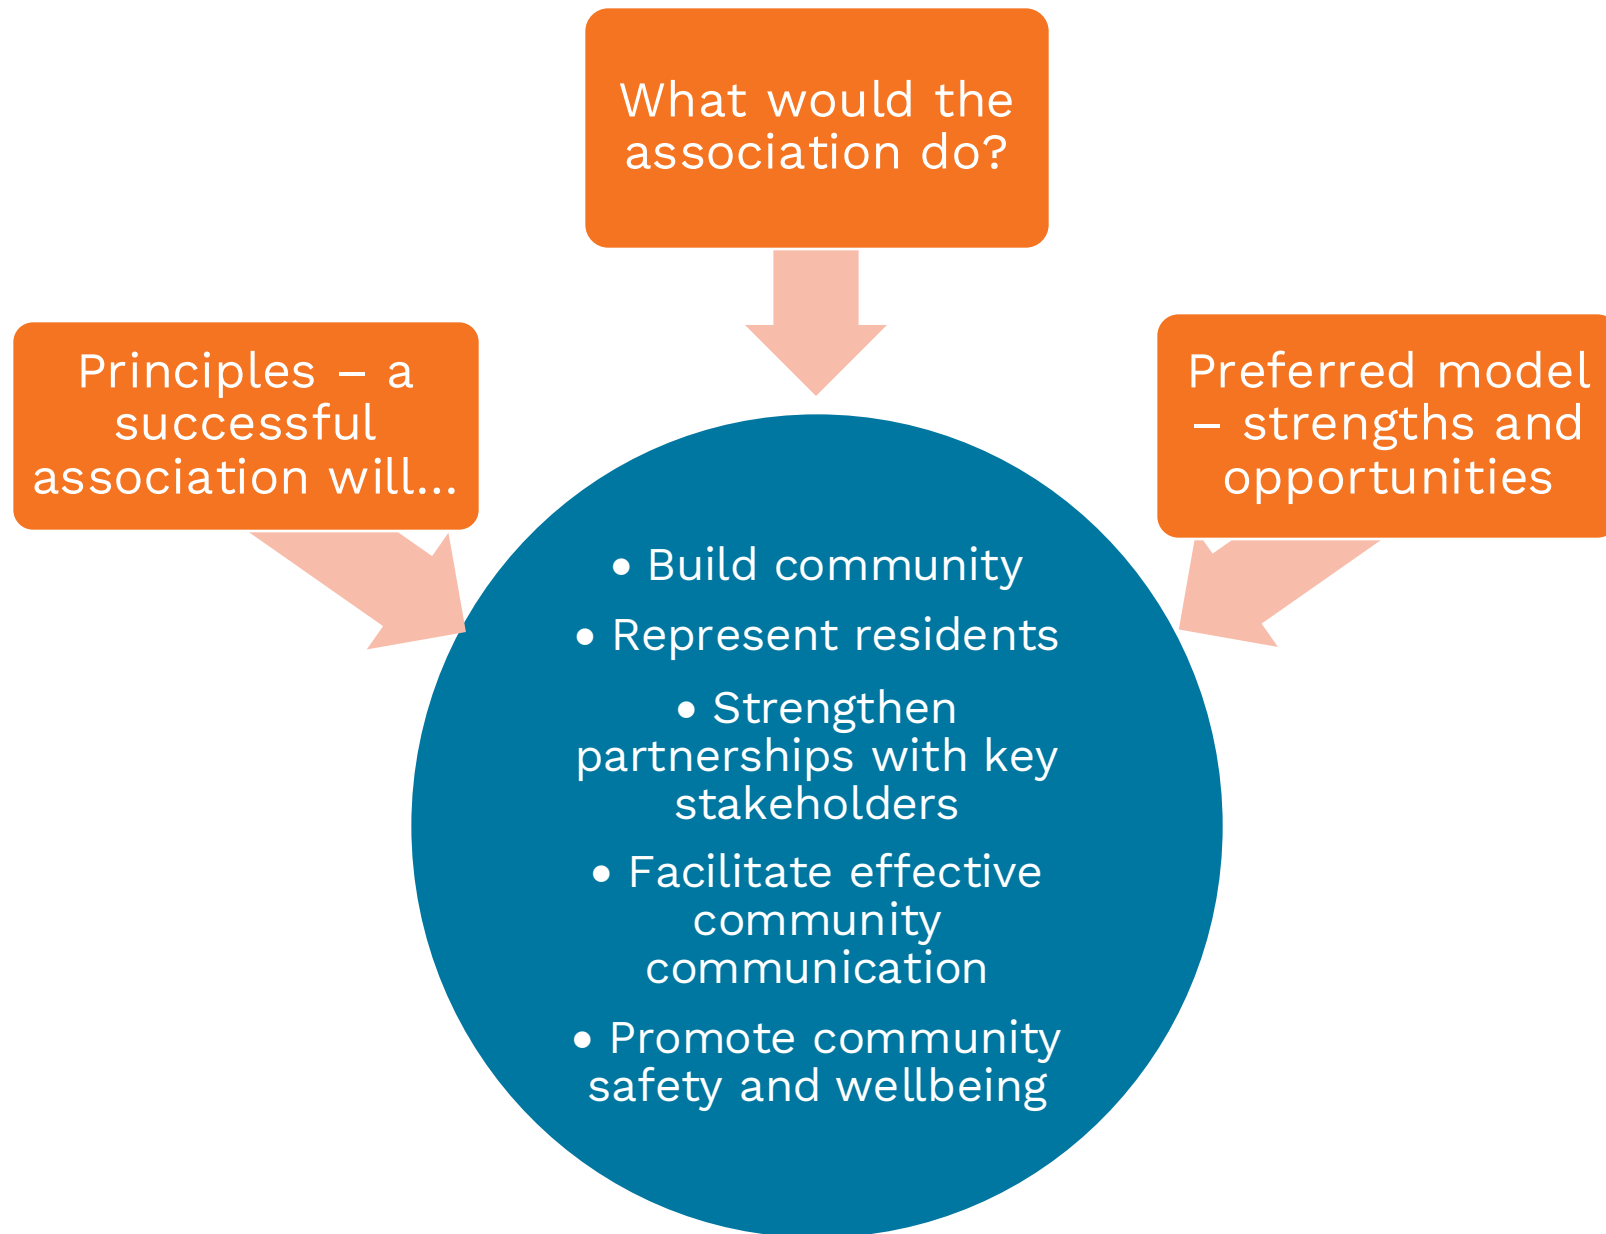 What would the
association do?
Principles – a
successful
association will...
Preferred model
– strengths and
opportunities
• Build community
• Represent residents
• Strengthen
partnerships with key
stakeholders
• Facilitate effective
community
communication
• Promote community
safety and wellbeing